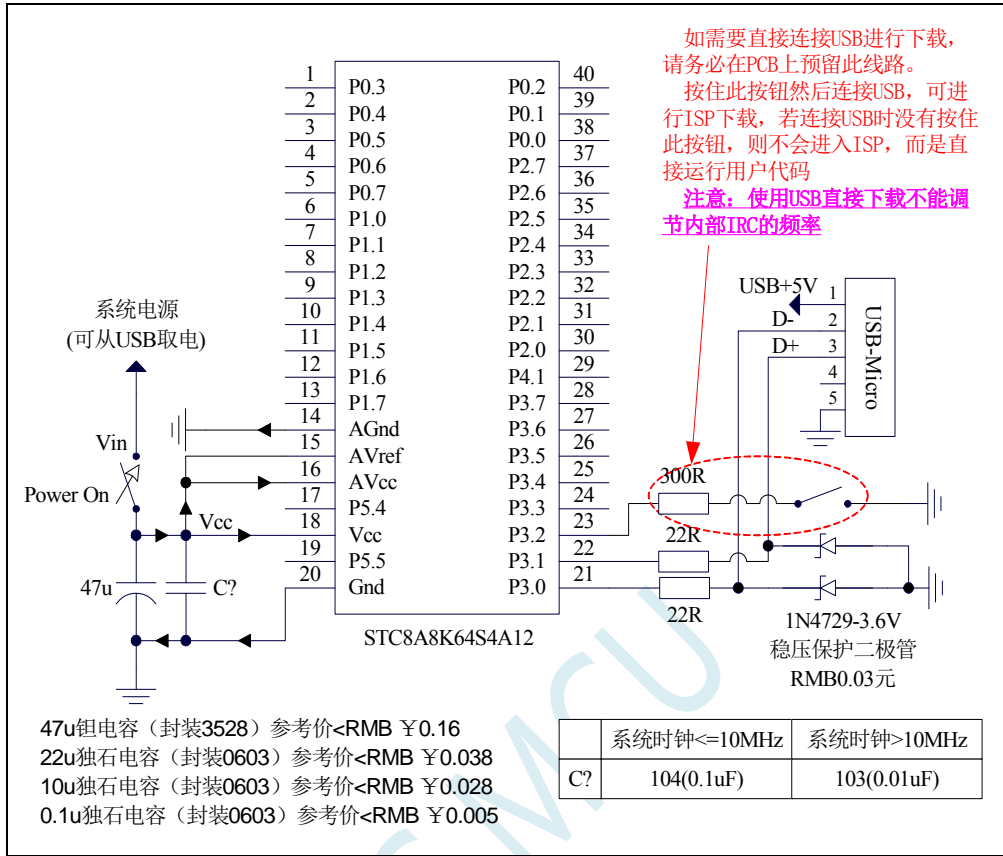 如需要直接连接USB进行下载，
请务必在PCB上预留此线路。
按住此按钮然后连接USB，可进
行ISP下载，若连接USB时没有按住
此按钮，则不会进入ISP，而是直
接运行用户代码
注意：使用USB直接下载不能调
节内部IRC的频率
1 P0.3 P0.2 40
2 P0.4 P0.1 39
3 P0.5 P0.0 38
4 P0.6 P2.7 37
5 P0.7 P2.6 36
6 P1.0 P2.5 35
7 P1.1 P2.4 34
8 P1.2 P2.3 33
9 P1.3 P2.2 32
10 P1.4 P2.1 31
11 P1.5 P2.0 30
12 P1.6 P4.1 29
13 P1.7 P3.7 28
14 AGnd P3.6 27
15 AVref P3.5 26
16 AVcc P3.4 25
17 P5.4 P3.3 24
18 Vcc P3.2 23
19 P5.5 P3.1 22
20 Gnd P3.0 21
STC8A8K64S4A12
系统电源
(可从USB取电)
Vin
Power On
Vcc
47u
C?
USB+5V 1
D- 2
D+ 3
4
5
USB-Micro
300R
22R
22R
1N4729-3.6V
稳压保护二极管
RMB0.03元
47u钽电容（封装3528）参考价<RMB ￥0.16
22u独石电容（封装0603）参考价<RMB ￥0.038
10u独石电容（封装0603）参考价<RMB ￥0.028
0.1u独石电容（封装0603）参考价<RMB ￥0.005
系统时钟<=10MHz 系统时钟>10MHz
C? 104(0.1uF) 103(0.01uF)
MCU